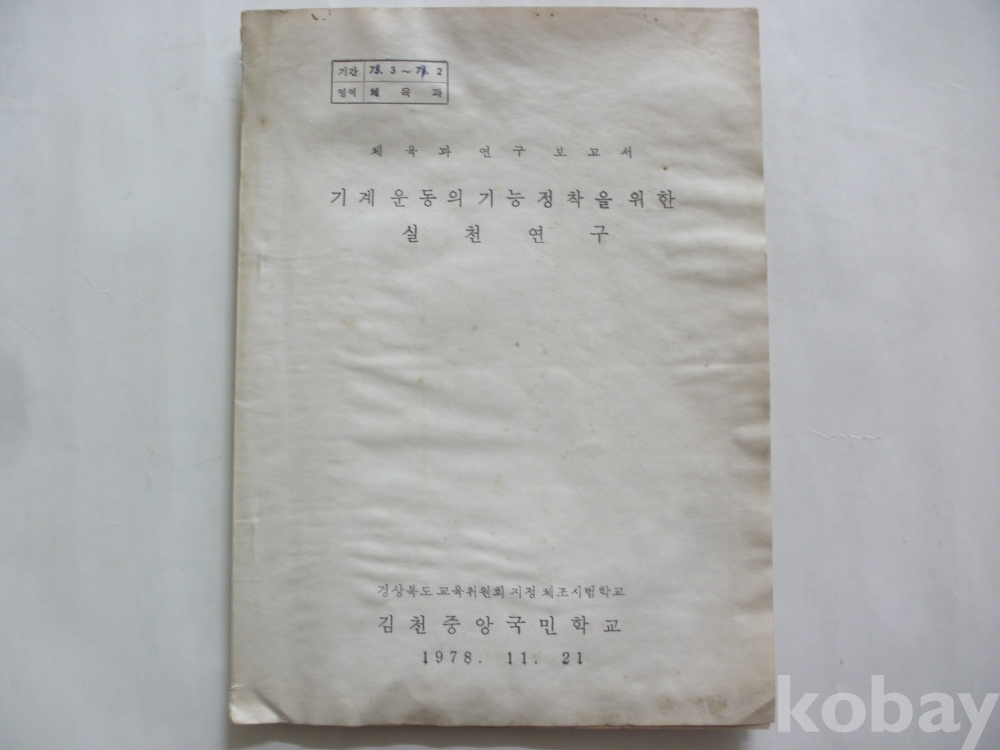 기간 78. 3 ~ 79. 2
영역 체 육 과
체 육 과 연 구 보 고 서
기 계 운 동 의 기 능 정 착 을 위 한
실 천 연 구
경상북도 교육위원회 지정 체조시범학교
김 천 중 앙 국 민 학 교
1978. 11. 21
kobay